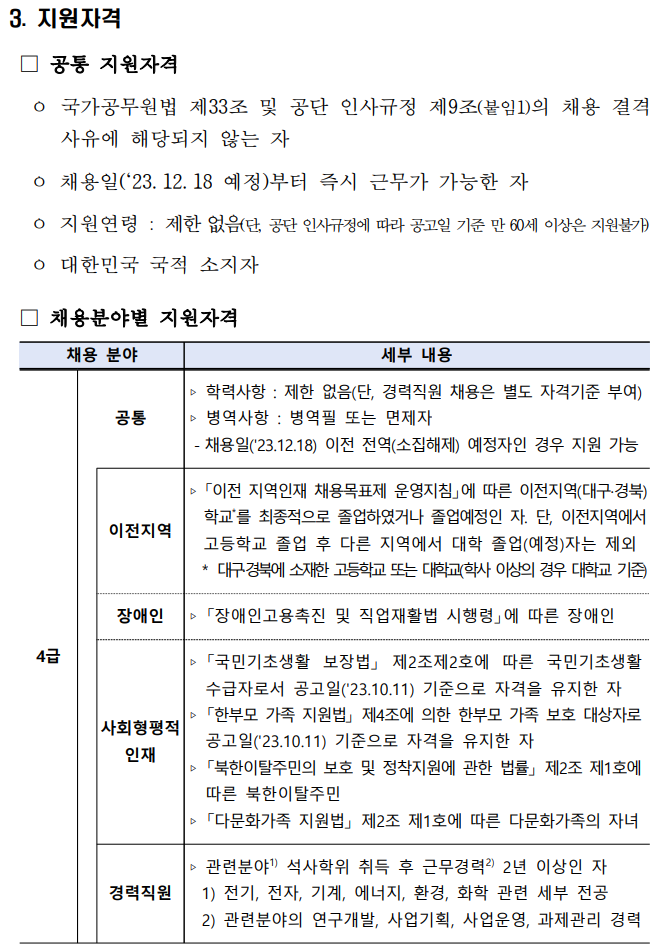 3. 지원자격
□ 공통 지원자격
ㅇ 국가공무원법 제33조 및 공단 인사규정 제9조(붙임1)의 채용 결격
사유에 해당되지 않는 자
ㅇ 채용일(‘23. 12. 18 예정)부터 즉시 근무가 가능한 자
ㅇ 지원연령 : 제한 없음(단, 공단 인사규정에 따라 공고일 기준 만 60세 이상은 지원불가)
ㅇ 대한민국 국적 소지자
□ 채용분야별 지원자격
채용 분야 세부 내용
4급
공통
▹ 학력사항 : 제한 없음(단, 경력직원 채용은 별도 자격기준 부여)
▹ 병역사항 : 병역필 또는 면제자
- 채용일('23.12.18) 이전 전역(소집해제) 예정자인 경우 지원 가능
이전지역
▹ 「이전 지역인재 채용목표제 운영지침」에 따른 이전지역(대구·경북)
학교*를 최종적으로 졸업하였거나 졸업예정인 자. 단, 이전지역에서
고등학교 졸업 후 다른 지역에서 대학 졸업(예정)자는 제외
* 대구·경북에 소재한 고등학교 또는 대학교(학사 이상의 경우 대학교 기준)
장애인
▹ 「장애인고용촉진 및 직업재활법 시행령」에 따른 장애인
사회형평적
인재
▹ 「국민기초생활 보장법」 제2조제2호에 따른 국민기초생활
수급자로서 공고일('23.10.11) 기준으로 자격을 유지한 자
▹ 「한부모 가족 지원법」 제4조에 의한 한부모 가족 보호 대상자로
공고일('23.10.11) 기준으로 자격을 유지한 자
▹ 「북한이탈주민의 보호 및 정착지원에 관한 법률」 제2조 제1호에
따른 북한이탈주민
▹ 「다문화가족 지원법」 제2조 제1호에 따른 다문화가족의 자녀
경력직원
▹ 관련분야1) 석사학위 취득 후 근무경력2) 2년 이상인 자
1) 전기, 전자, 기계, 에너지, 환경, 화학 관련 세부 전공
2) 관련분야의 연구개발, 사업기획, 사업운영, 과제관리 경력